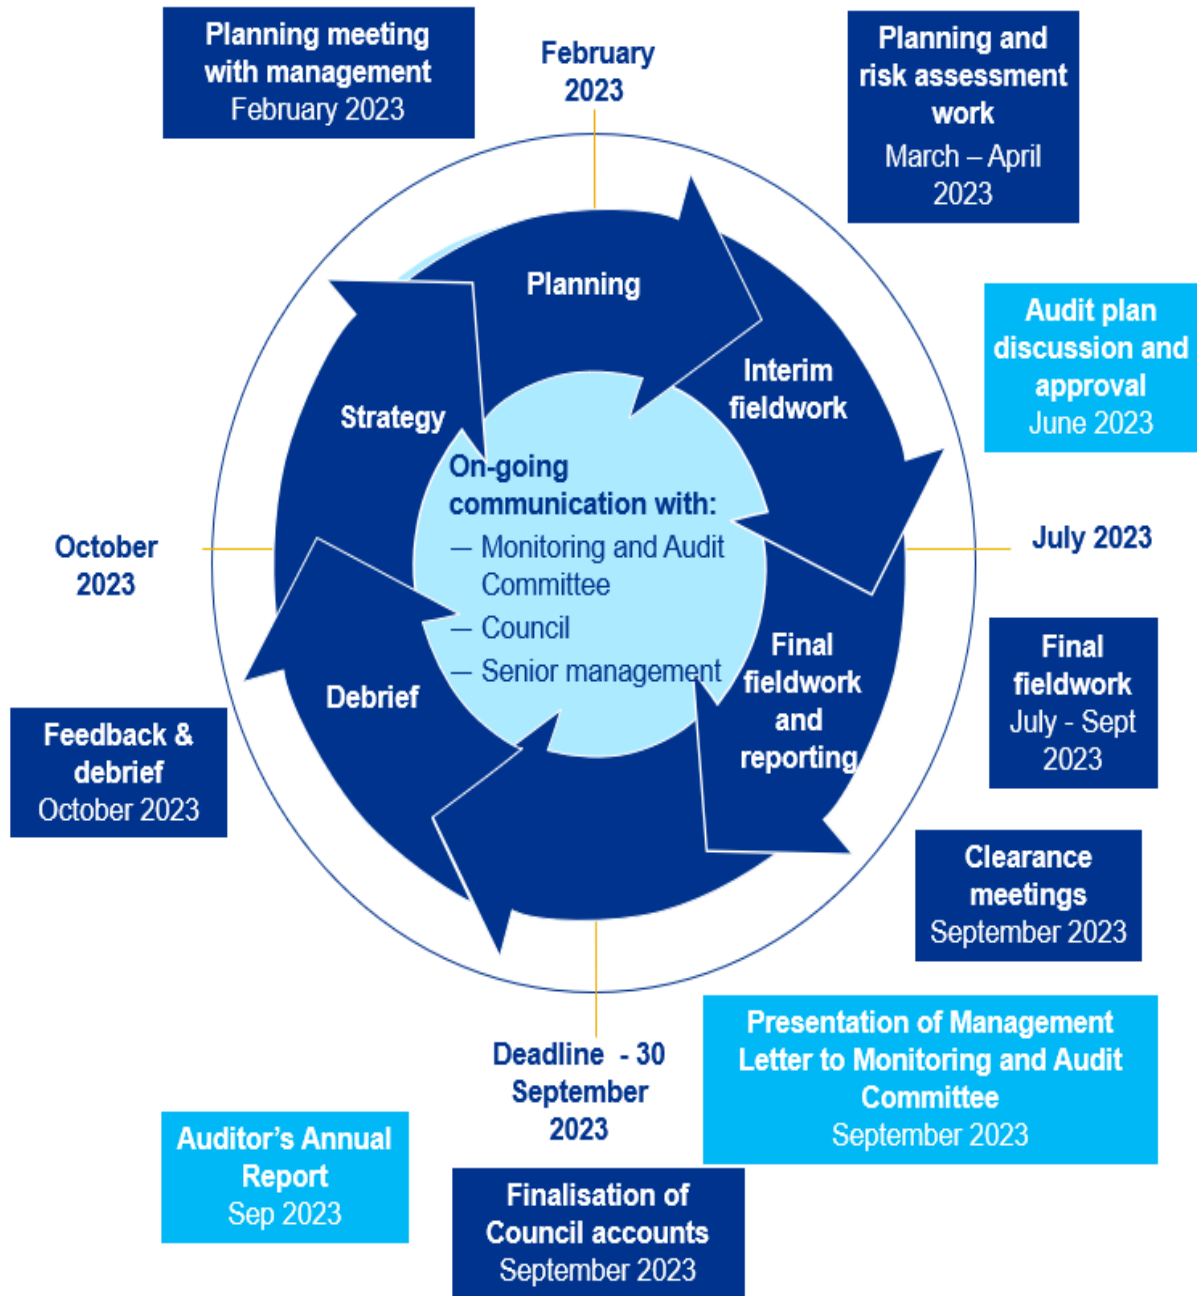 Planning meeting
with management
February 2023
February
2023
Planning and
risk assessment
work
March – April
2023
Planning
Interim
fieldwork
Audit plan
discussion and
approval
June 2023
Strategy
On-going
communication with:
— Monitoring and Audit
Committee
— Council
— Senior management
October
2023
July 2023
Final
fieldwork
and
reporting
Final
fieldwork
July - Sept
2023
Debrief
Feedback &
debrief
October 2023
Clearance
meetings
September 2023
Presentation of Management
Letter to Monitoring and Audit
Committee
September 2023
Deadline - 30
September
2023
Auditor’s Annual
Report
Sep 2023
Finalisation of
Council accounts
September 2023